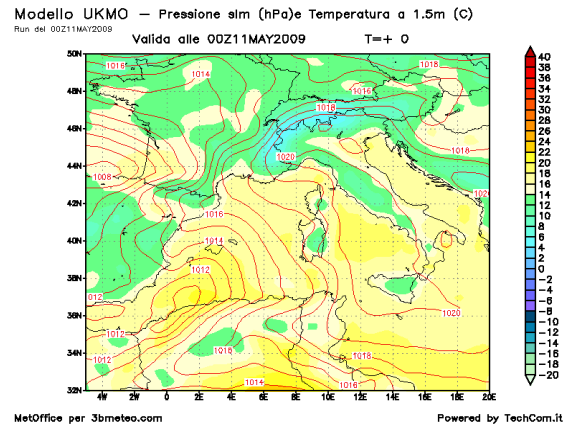 Modello UKMO — Pressione slm (hPa)e Temperatura a 1.5m (C)
Run del 00Z11MAY2009
Valida alle 00Z11MAY2009 T=+ 0
50N
48N
46N
44N
42N
40N
38N
36N
34N
32N
4W 2W 0 2E 4E 6E 8E 10E 12E 14E 16E 18E 20E
1016
1014
1018
1016
1018
1018
1020
1008
1016
1014
1012
1012
1020
1012
1018
1012
1014
1016
40
34
32
30
28
26
24
22
20
18
16
14
12
10
8
6
4
2
0
−2
−4
−6
−8
−10
−12
−14
−16
−18
−20
MetOffice per 3bmeteo.com
Powered by TechCom.it